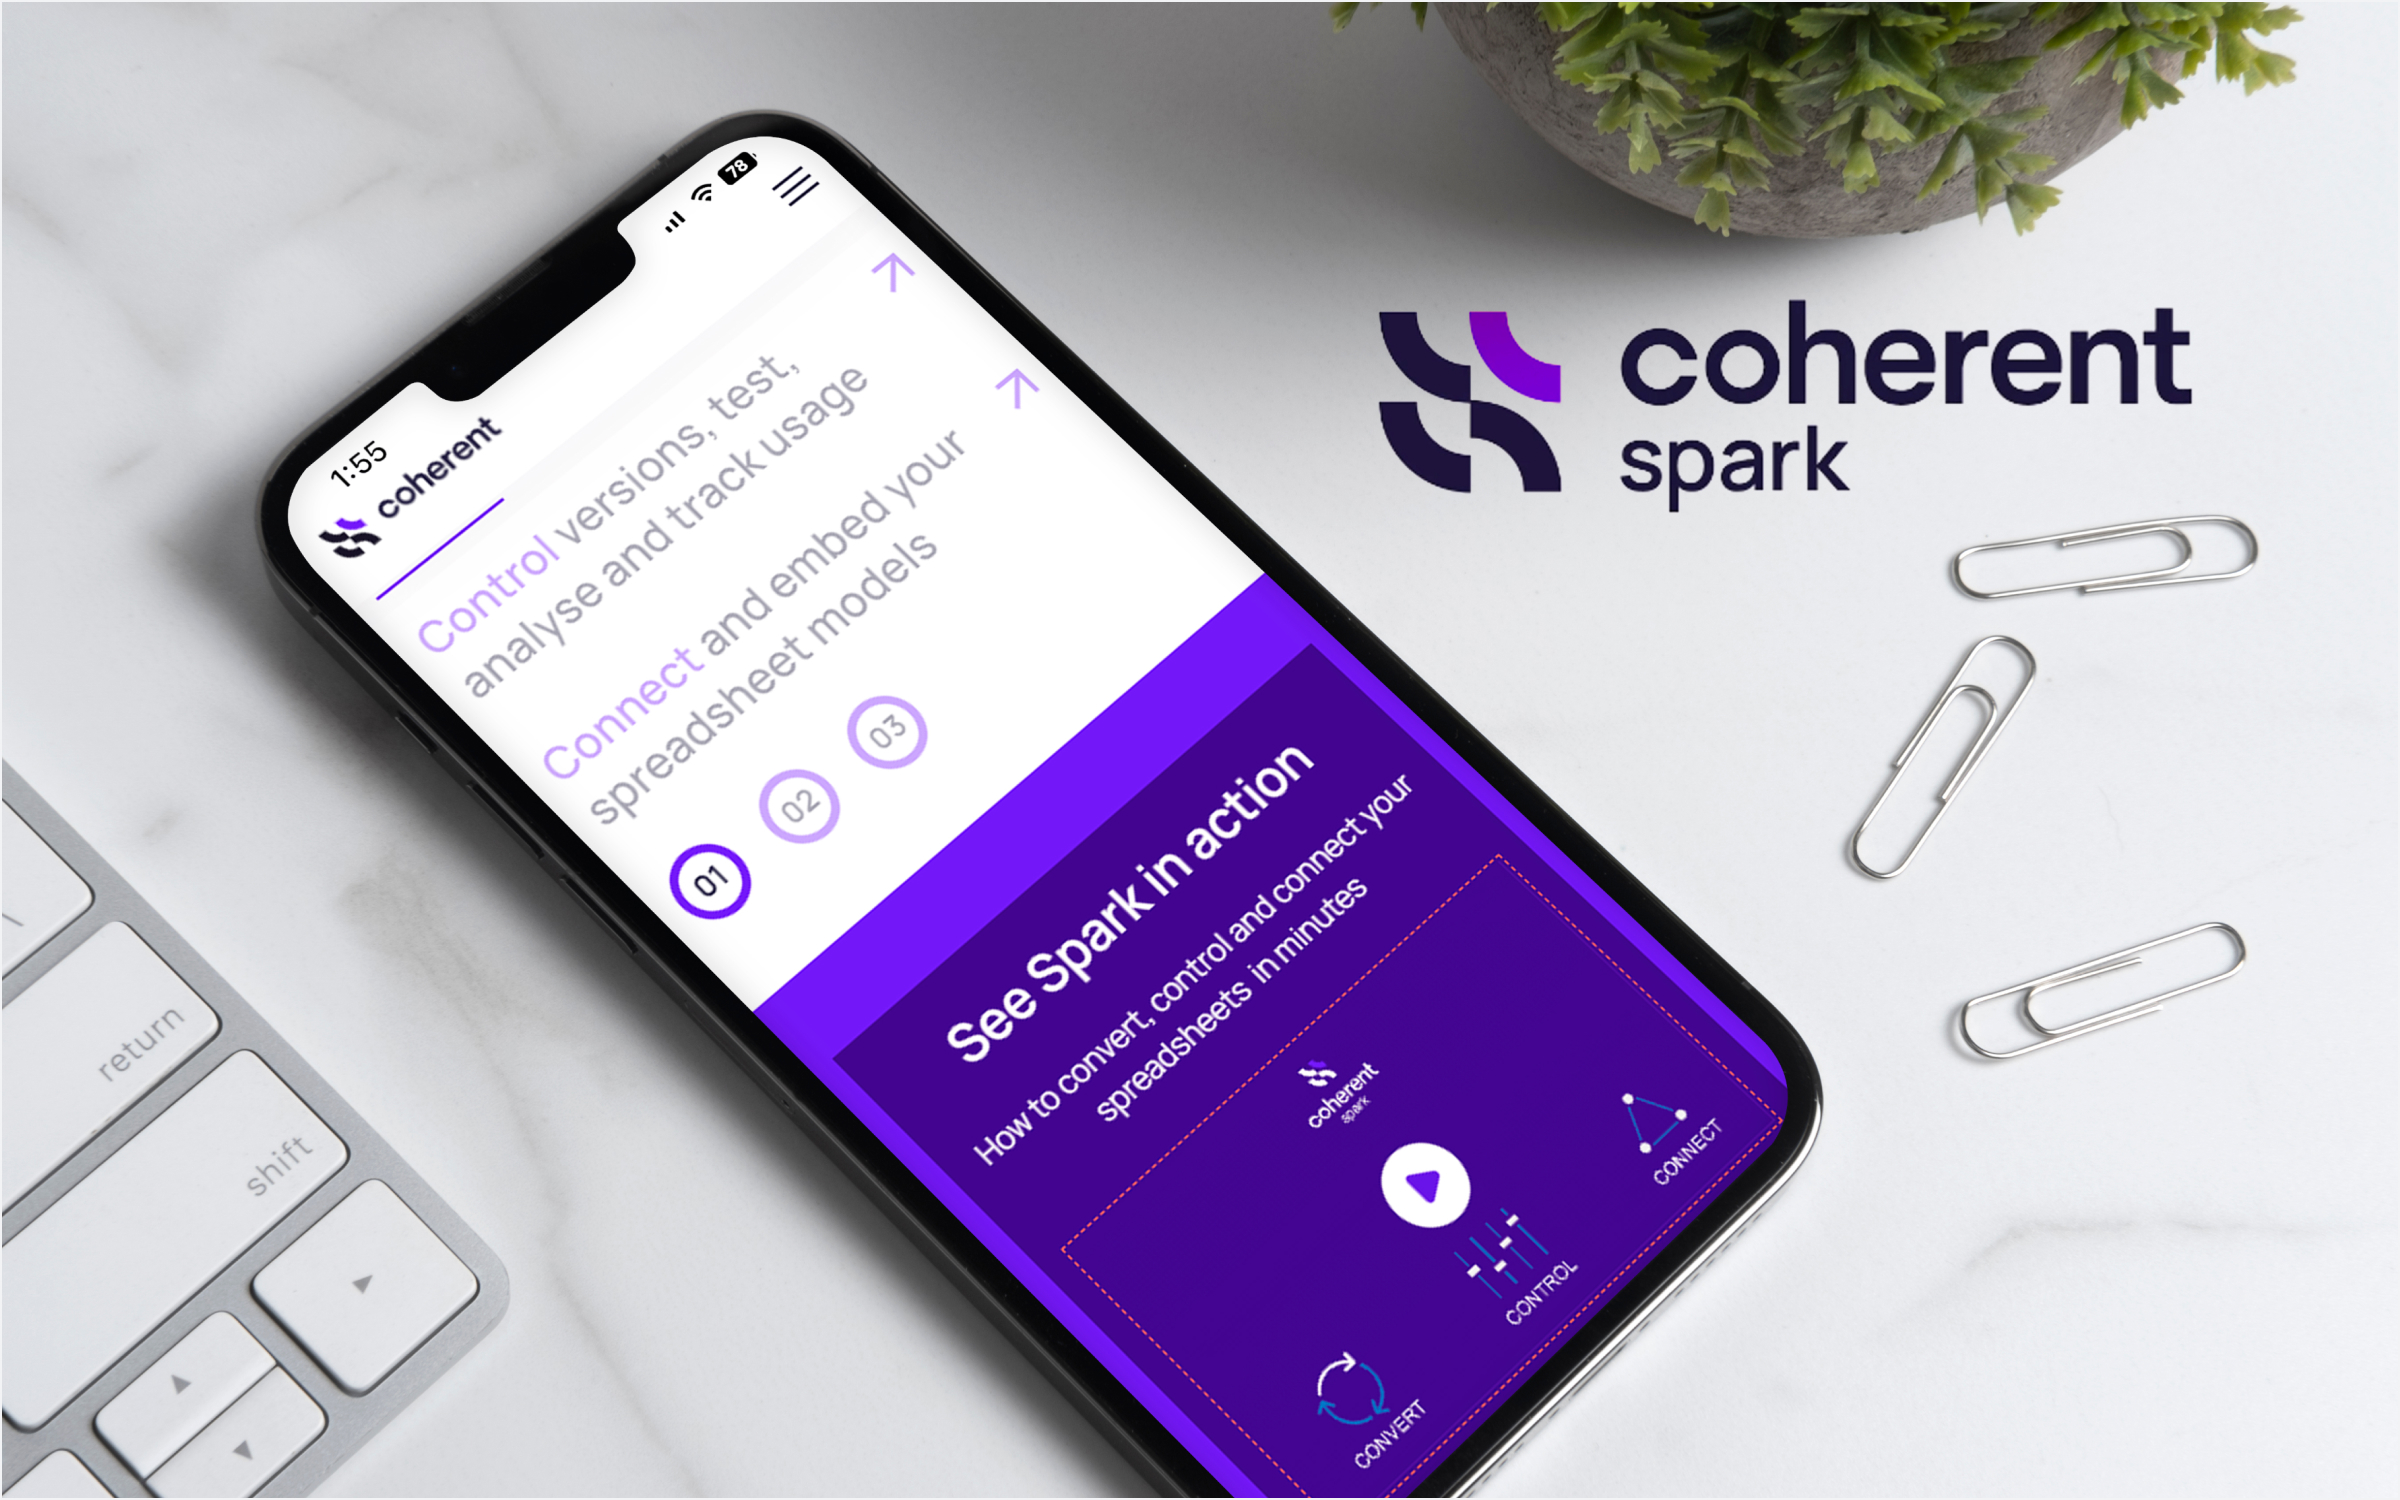 78
1:55
coherent
Control versions, test,
analyse and track usage
Connect and embed your
spreadsheet models
01
02
03
See Spark in action
How to convert, control and connect your
spreadsheets in minutes
coherent
spark
CONVERT
CONTROL
CONNECT
coherent
spark
return
shift